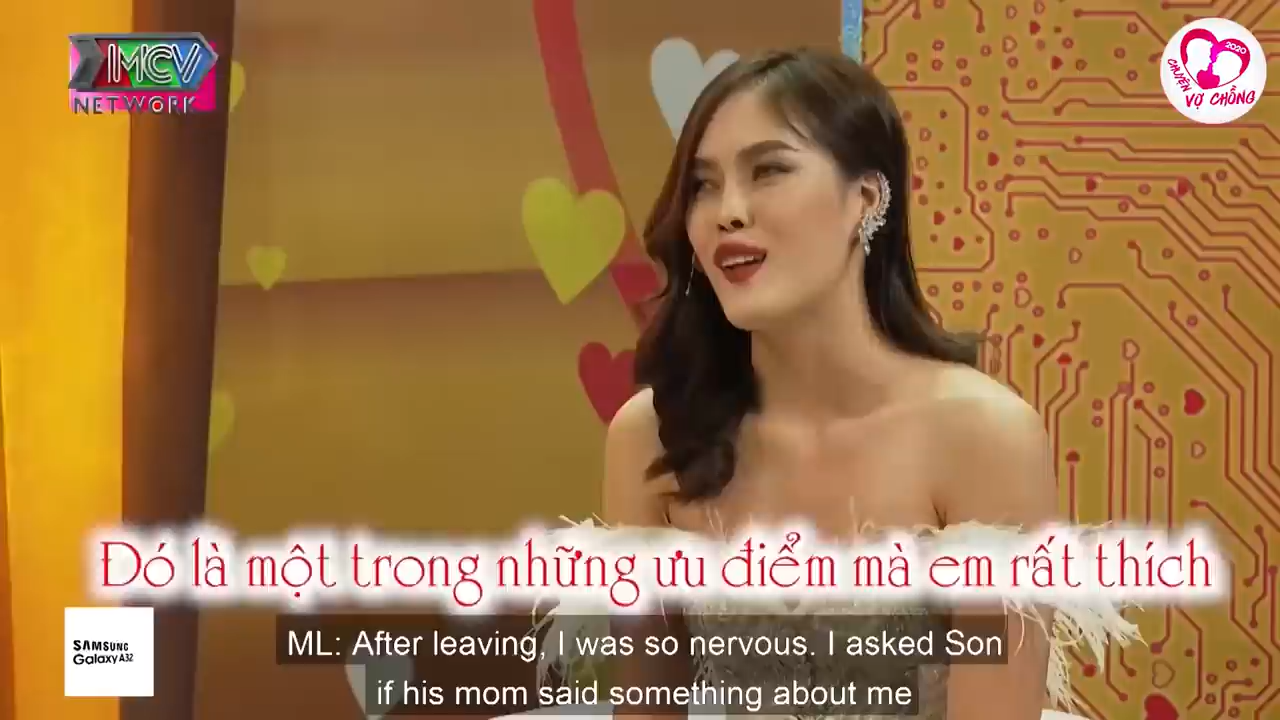 MCV
NETWORK
2020
CHUYỆN
VỢ CHỒNG
Đó là một trong những ưu điểm mà em rất thích
SAMSUNG
Galaxy A32
ML: After leaving, I was so nervous. I asked Son
if his mom said something about me